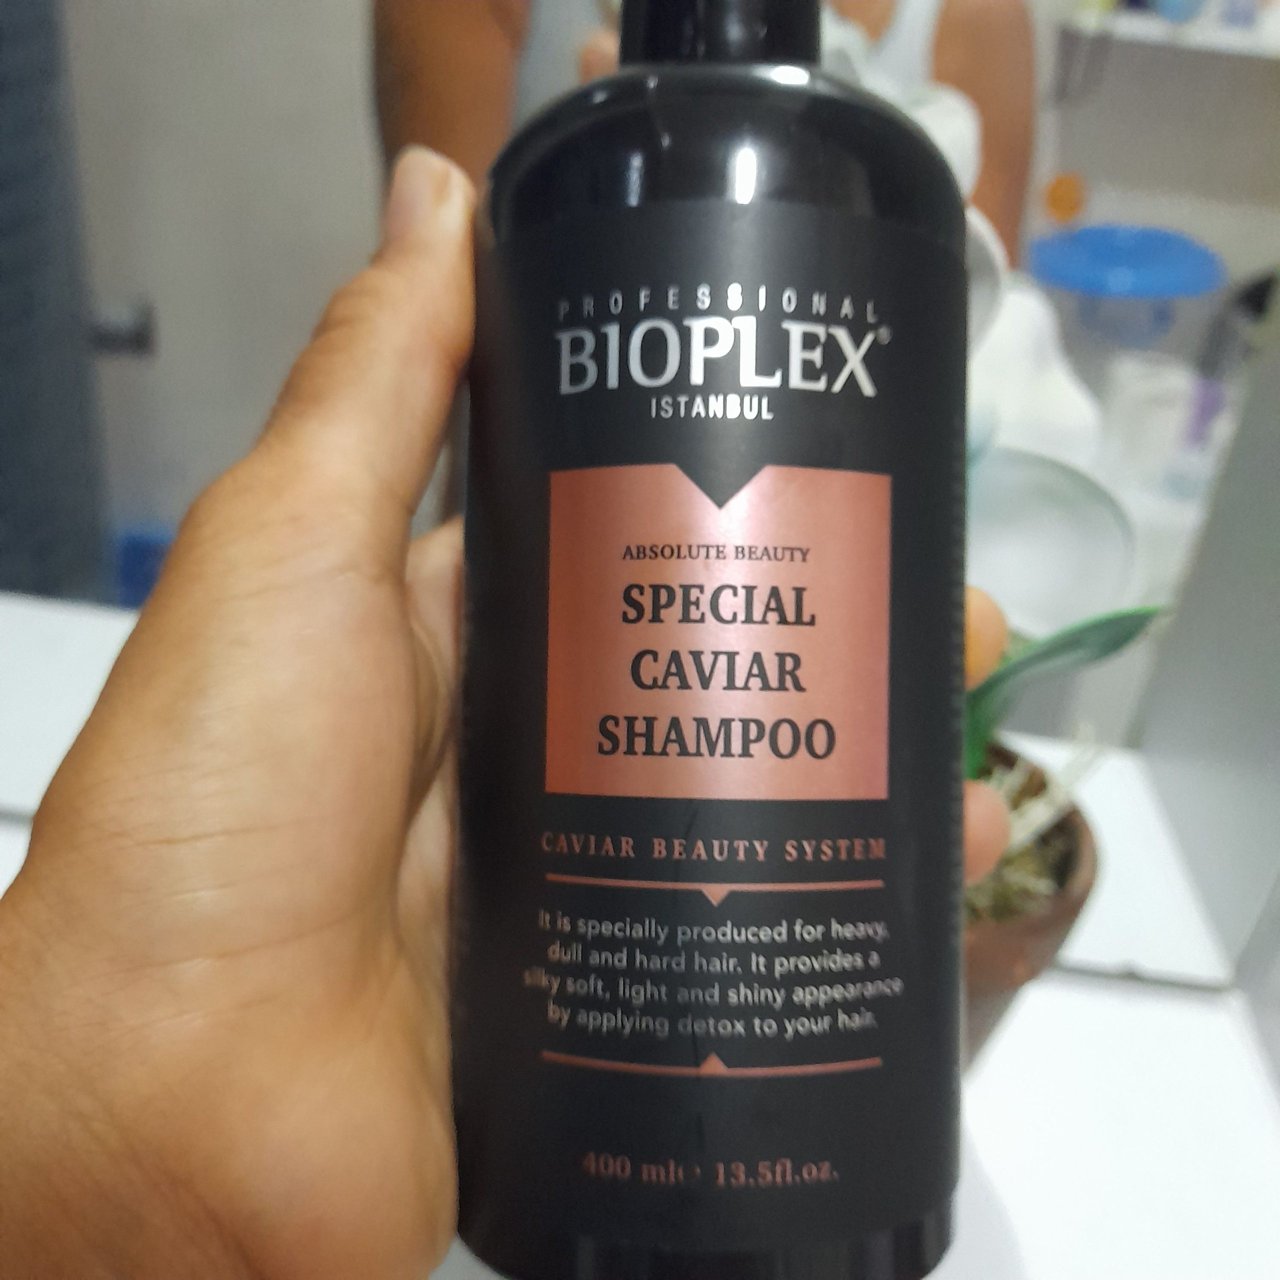 PROFESSIONAL
BIOPLEX®
ISTANBUL
ABSOLUTE BEAUTY
SPECIAL
CAVIAR
SHAMPOO
CAVIAR BEAUTY SYSTEM
It is specially produced for heavy,
dull and hard hair. It provides a
silky soft, light and shiny appearance
by applying detox to your hair.
400 ml· 13.5fl.oz.